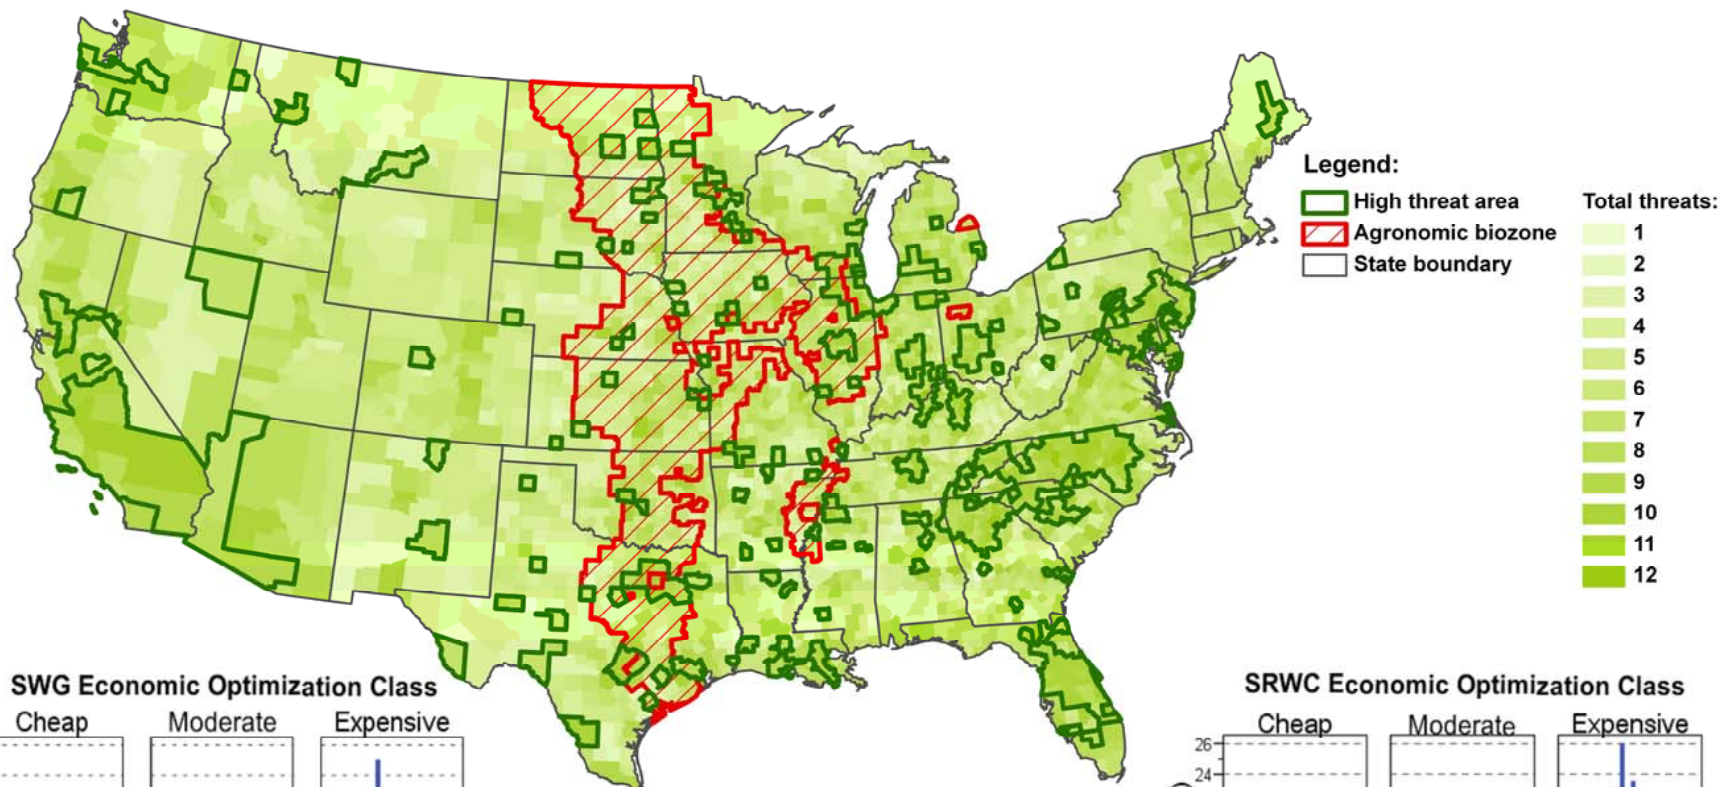 Legend:
High threat area
Agronomic biozone
State boundary
Total threats:
1
2
3
4
5
6
7
8
9
10
11
12
SWG Economic Optimization Class
Cheap Moderate Expensive
SRWC Economic Optimization Class
Cheap Moderate Expensive
26
24